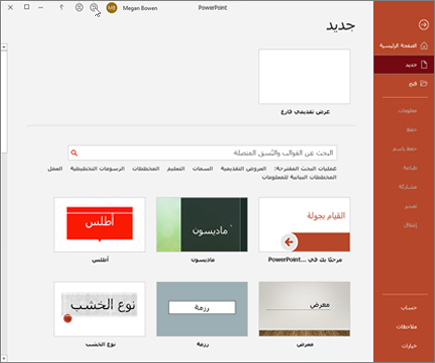 PowerPoint
Megan Bowen
MB
?
الصفحة الرئيسية
جديد
فتح
معلومات
حفظ
حفظ باسم
طباعة
مشاركة
تصدير
إغلاق
حساب
ملاحظات
خيارات
جديد
عرض تقديمي فارغ
البحث عن القوالب والنُسق المتصلة
عمليات البحث المقترحة: العروض التقديمية السمات التعليم المخططات الرسومات التخطيطية العمل
المخططات البيانية للمعلومات
القيام بجولة
ماديسون
أطلس
مرحبًا بك في ...PowerPoint
ماديسون
أطلس
معرض
رزمة
نوع الخشب
معرض
رزمة
نوع الخشب